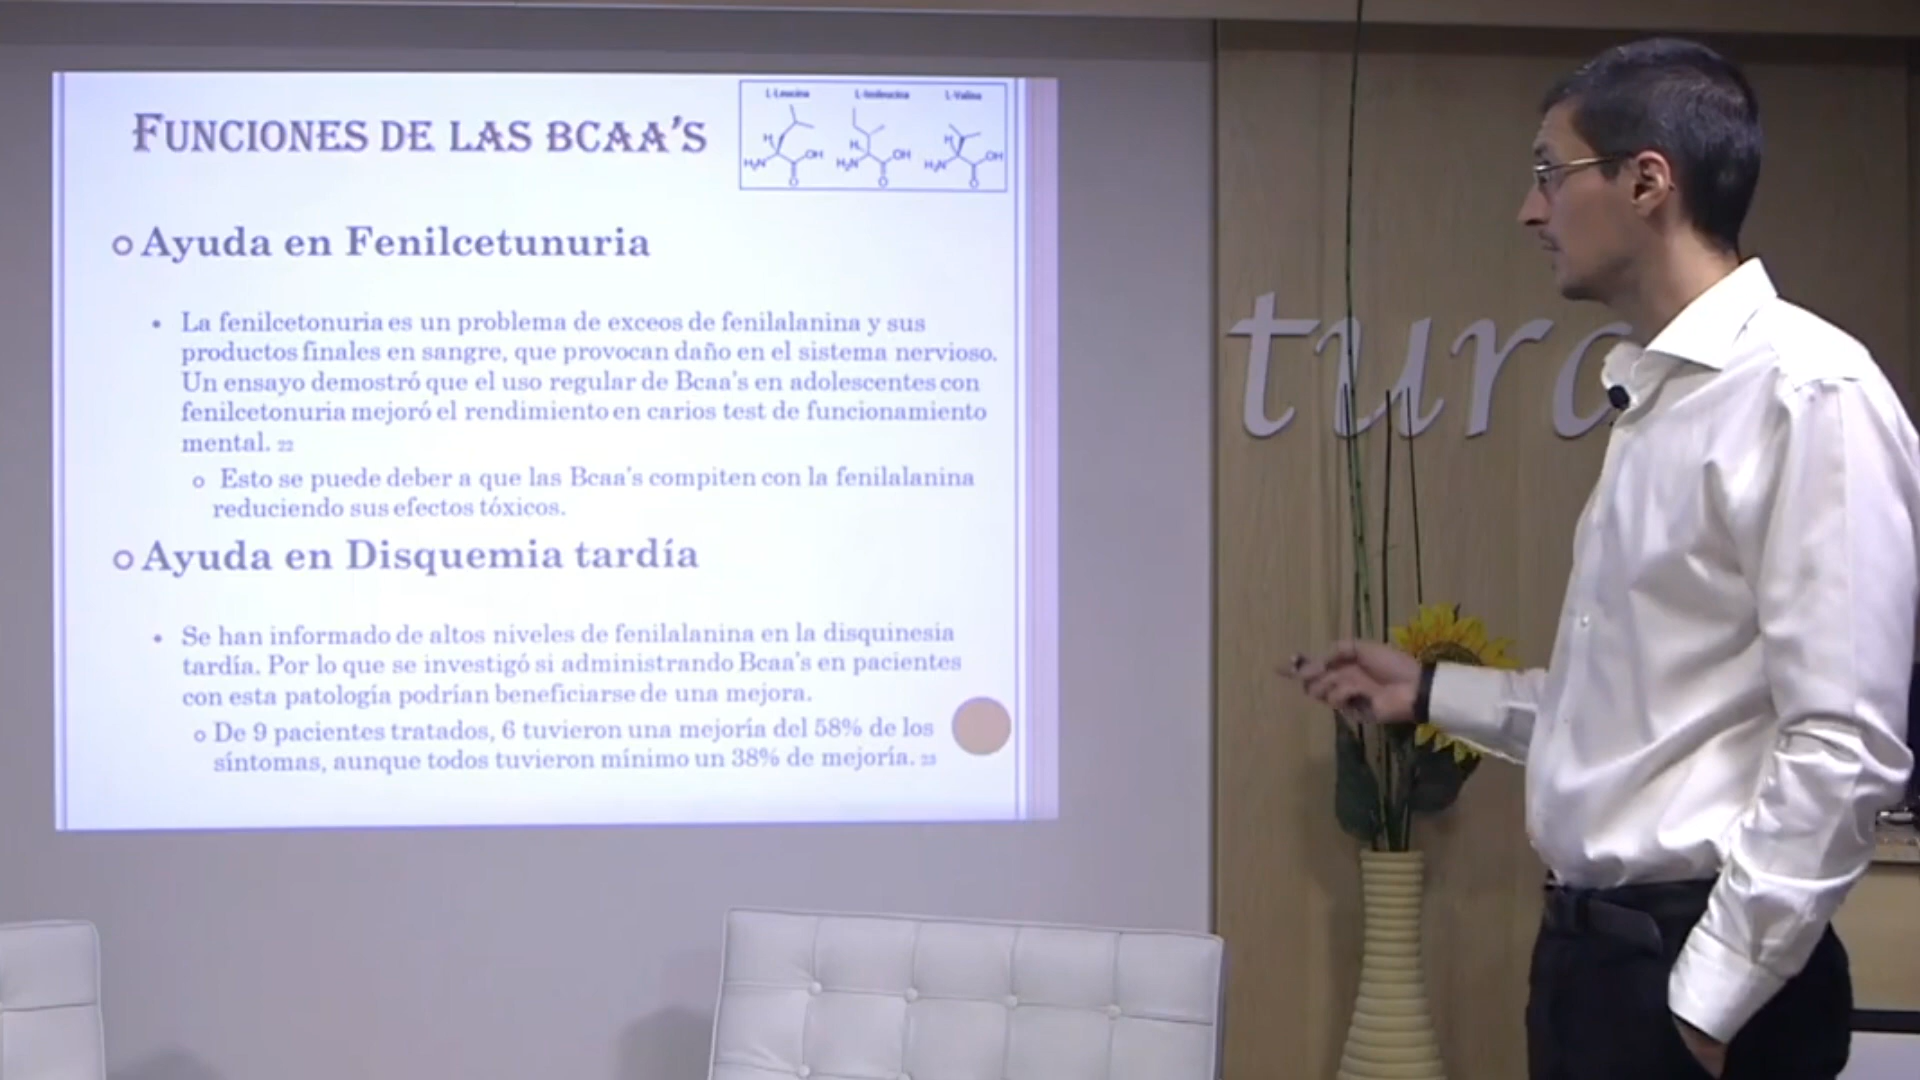 FUNCIONES DE LAS BCAA'S
L-Leucina L-Isoleucina L-Valina
H H H
H₂N OH H₂N OH H₂N OH
O O O
Ayuda en Fenilcetunuria
La fenilcetonuria es un problema de exceos de fenilalanina y sus
productos finales en sangre, que provocan daño en el sistema nervioso.
Un ensayo demostró que el uso regular de Bcaa's en adolescentes con
fenilcetonuria mejoró el rendimiento en carios test de funcionamiento
mental. 22
Esto se puede deber a que las Bcaa's compiten con la fenilalanina
reduciendo sus efectos tóxicos.
Ayuda en Disquemia tardía
Se han informado de altos niveles de fenilalanina en la disquinesia
tardía. Por lo que se investigó si administrando Bcaa's en pacientes
con esta patología podrían beneficiarse de una mejora.
De 9 pacientes tratados, 6 tuvieron una mejoría del 58% de los
síntomas, aunque todos tuvieron mínimo un 38% de mejoría. 23
tura